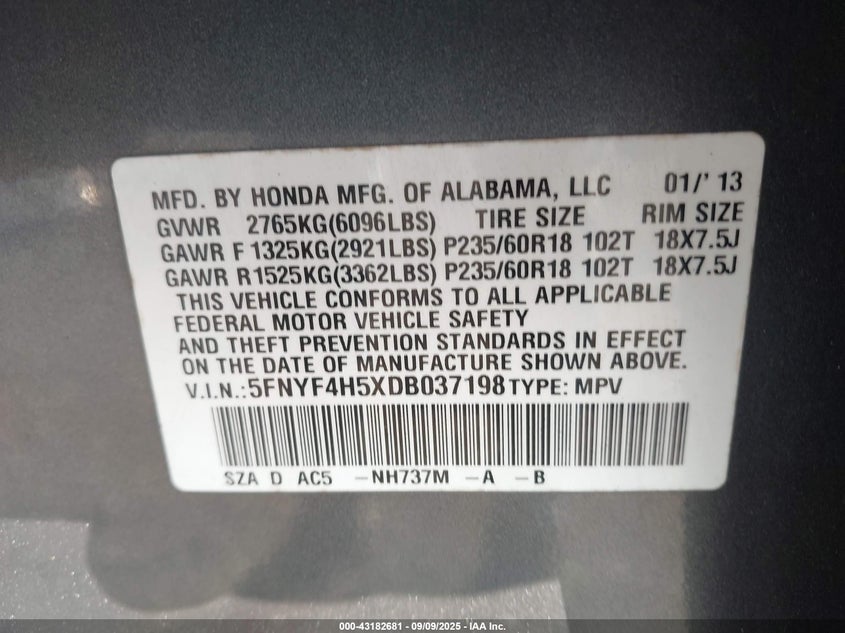 MFD. BY HONDA MFG. OF ALABAMA, LLC 01/' 13
GVWR 2765KG(6096LBS) TIRE SIZE RIM SIZE
GAWR F 1325KG(2921LBS) P235/60R18 102T 18X7.5J
GAWR R1525KG(3362LBS) P235/60R18 102T 18X7.5J
THIS VEHICLE CONFORMS TO ALL APPLICABLE
FEDERAL MOTOR VEHICLE SAFETY
AND THEFT PREVENTION STANDARDS IN EFFECT
ON THE DATE OF MANUFACTURE SHOWN ABOVE.
V.I.N.:5FNYF4H5XDB037198 TYPE: MPV
SZA D AC5 -NH737M -A -B
000-43182681 - 09/09/2025 - IAA Inc.